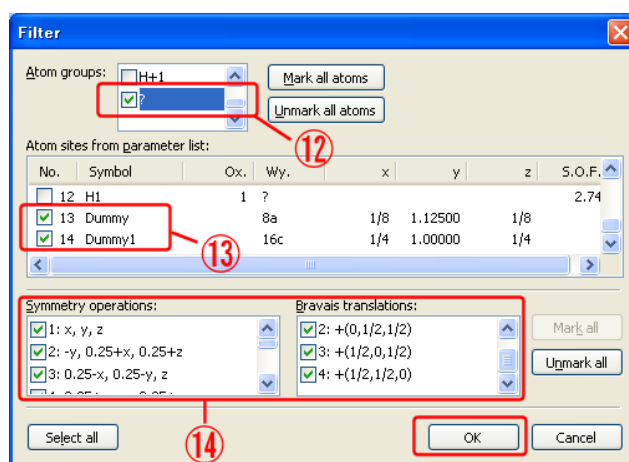 Filter
Atom groups:
H+1
?
Mark all atoms
Unmark all atoms
⑫
Atom sites from parameter list:
No. Symbol Ox. Wy. x y z S.O.F.
12 H1 1 ? 2.74
13 Dummy 8a 1/8 1.12500 1/8
14 Dummy1 16c 1/4 1.00000 1/4
⑬
Symmetry operations: Bravais translations:
1: x, y, z 2: +(0,1/2,1/2) Mark all
2: -y, 0.25+x, 0.25+z 3: +(1/2,0,1/2)
3: 0.25-x, 0.25-y, z 4: +(1/2,1/2,0) Unmark all
⑭
Select all OK Cancel